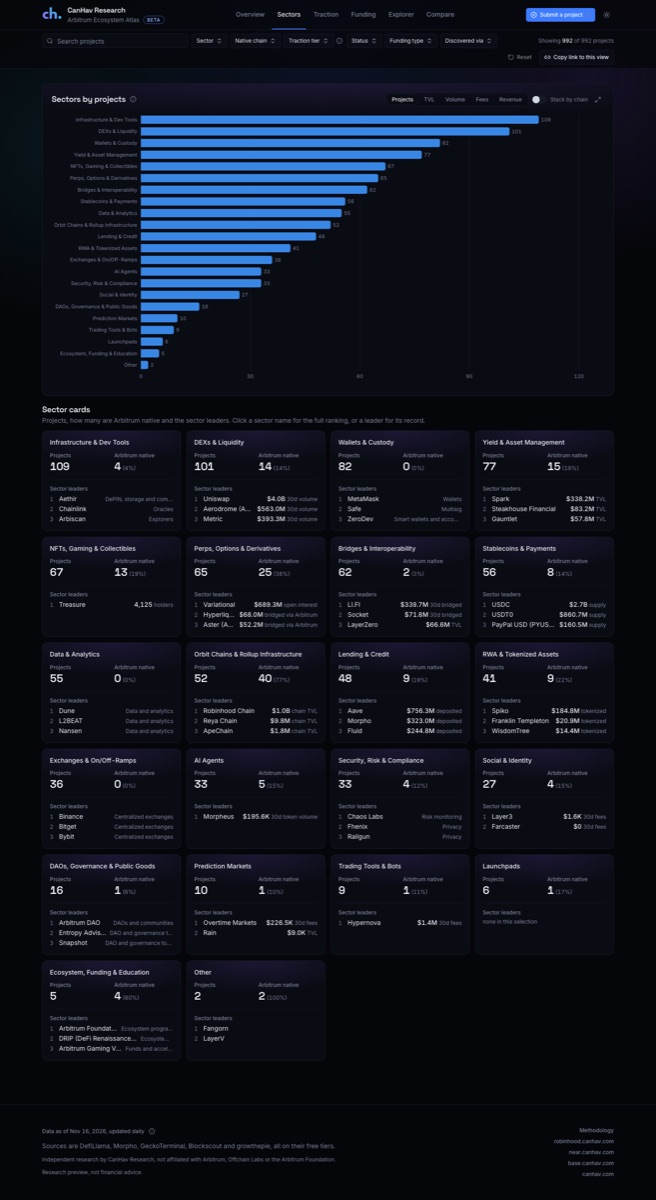 ch. CanHav Research
Arbitrum Ecosystem Atlas BETA
Overview Sectors Traction Funding Explorer Compare
Submit a project
Search projects
Sector Native chain Traction tier Status Funding type Discovered via
Showing 992 of 992 projects
Reset Copy link to this view
Sectors by projects
Projects TVL Volume Fees Revenue Stack by chain
Infrastructure & Dev Tools 109
DEXs & Liquidity 101
Wallets & Custody 82
Yield & Asset Management 77
NFTs, Gaming & Collectibles 67
Perps, Options & Derivatives 65
Bridges & Interoperability 62
Stablecoins & Payments 56
Data & Analytics 55
Orbit Chains & Rollup Infrastructure 52
Lending & Credit 48
RWA & Tokenized Assets 41
Exchanges & On/Off-Ramps 36
AI Agents 33
Security, Risk & Compliance 33
Social & Identity 27
DAOs, Governance & Public Goods 16
Prediction Markets 10
Trading Tools & Bots 9
Launchpads 6
Ecosystem, Funding & Education 5
Other 2
0 30 60 90 120
Sector cards
Projects, how many are Arbitrum native and the sector leaders. Click a sector name for the full ranking, or a leader for its record.
Infrastructure & Dev Tools
Projects Arbitrum native
109 4 (4%)
Sector leaders
1 Aethir DePIN, storage and com...
2 Chainlink Oracles
3 Arbiscan Explorers
DEXs & Liquidity
Projects Arbitrum native
101 14 (14%)
Sector leaders
1 Uniswap $4.0B 30d volume
2 Aerodrome (A... $563.0M 30d volume
3 Metric $393.3M 30d volume
Wallets & Custody
Projects Arbitrum native
82 0 (0%)
Sector leaders
1 MetaMask Wallets
2 Safe Multisig
3 ZeroDev Smart wallets and acco...
Yield & Asset Management
Projects Arbitrum native
77 15 (19%)
Sector leaders
1 Spark $338.2M TVL
2 Steakhouse Financial $83.2M TVL
3 Gauntlet $57.8M TVL
NFTs, Gaming & Collectibles
Projects Arbitrum native
67 13 (19%)
Sector leaders
1 Treasure 4,125 holders
Perps, Options & Derivatives
Projects Arbitrum native
65 25 (38%)
Sector leaders
1 Variational $689.3M open interest
2 Hyperliq... $68.0M bridged via Arbitrum
3 Aster (A... $52.2M bridged via Arbitrum
Bridges & Interoperability
Projects Arbitrum native
62 2 (3%)
Sector leaders
1 LI.FI $339.7M 30d bridged
2 Socket $71.8M 30d bridged
3 LayerZero $66.6M TVL
Stablecoins & Payments
Projects Arbitrum native
56 8 (14%)
Sector leaders
1 USDC $2.7B supply
2 USDT0 $860.7M supply
3 PayPal USD (PYUS... $160.5M supply
Data & Analytics
Projects Arbitrum native
55 0 (0%)
Sector leaders
1 Dune Data and analytics
2 L2BEAT Data and analytics
3 Nansen Data and analytics
Orbit Chains & Rollup Infrastructure
Projects Arbitrum native
52 40 (77%)
Sector leaders
1 Robinhood Chain $1.0B chain TVL
2 Reya Chain $9.8M chain TVL
3 ApeChain $1.8M chain TVL
Lending & Credit
Projects Arbitrum native
48 9 (19%)
Sector leaders
1 Aave $756.3M deposited
2 Morpho $323.0M deposited
3 Fluid $244.8M deposited
RWA & Tokenized Assets
Projects Arbitrum native
41 9 (22%)
Sector leaders
1 Spiko $184.8M tokenized
2 Franklin Templeton $20.9M tokenized
3 WisdomTree $14.4M tokenized
Exchanges & On/Off-Ramps
Projects Arbitrum native
36 0 (0%)
Sector leaders
1 Binance Centralized exchanges
2 Bitget Centralized exchanges
3 Bybit Centralized exchanges
AI Agents
Projects Arbitrum native
33 5 (15%)
Sector leaders
1 Morpheus $195.6K 30d token volume
Security, Risk & Compliance
Projects Arbitrum native
33 4 (12%)
Sector leaders
1 Chaos Labs Risk monitoring
2 Fhenix Privacy
3 Railgun Privacy
Social & Identity
Projects Arbitrum native
27 4 (15%)
Sector leaders
1 Layer3 $1.6K 30d fees
2 Farcaster $0 30d fees
DAOs, Governance & Public Goods
Projects Arbitrum native
16 1 (6%)
Sector leaders
1 Arbitrum DAO DAOs and communities
2 Entropy Advis... DAO and governance t...
3 Snapshot DAO and governance to...
Prediction Markets
Projects Arbitrum native
10 1 (10%)
Sector leaders
1 Overtime Markets $226.5K 30d fees
2 Rain $9.0K TVL
Trading Tools & Bots
Projects Arbitrum native
9 1 (11%)
Sector leaders
1 Hypernova $1.4M 30d fees
Launchpads
Projects Arbitrum native
6 1 (17%)
Sector leaders
none in this selection
Ecosystem, Funding & Education
Projects Arbitrum native
5 4 (80%)
Sector leaders
1 Arbitrum Foundat... Ecosystem progra...
2 DRIP (DeFi Renaissance... Ecosyste...
3 Arbitrum Gaming V... Funds and accel...
Other
Projects Arbitrum native
2 2 (100%)
Sector leaders
1 Fangorn
2 LayerV
Data as of Nov 16, 2026, updated daily
Sources are DefiLlama, Morpho, GeckoTerminal, Blockscout and growthepie, all on their free tiers.
Independent research by CanHav Research, not affiliated with Arbitrum, Offchain Labs or the Arbitrum Foundation.
Research preview, not financial advice.
Methodology
robinhood.canhav.com
near.canhav.com
base.canhav.com
canhav.com